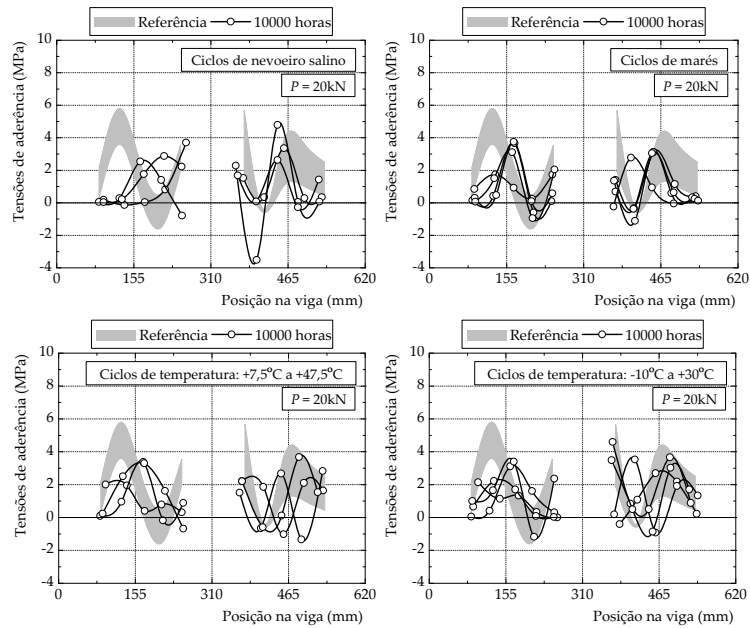 Referência 10000 horas
Ciclos de nevoeiro salino
P = 20kN
Tensões de aderência (MPa)
10
8
6
4
2
0
-2
-4
0 155 310 465 620
Posição na viga (mm)
Referência 10000 horas
Ciclos de marés
P = 20kN
Tensões de aderência (MPa)
10
8
6
4
2
0
-2
-4
0 155 310 465 620
Posição na viga (mm)
Referência 10000 horas
Ciclos de temperatura: +7,5ºC a +47,5ºC
P = 20kN
Tensões de aderência (MPa)
10
8
6
4
2
0
-2
-4
0 155 310 465 620
Posição na viga (mm)
Referência 10000 horas
Ciclos de temperatura: -10ºC a +30ºC
P = 20kN
Tensões de aderência (MPa)
10
8
6
4
2
0
-2
-4
0 155 310 465 620
Posição na viga (mm)